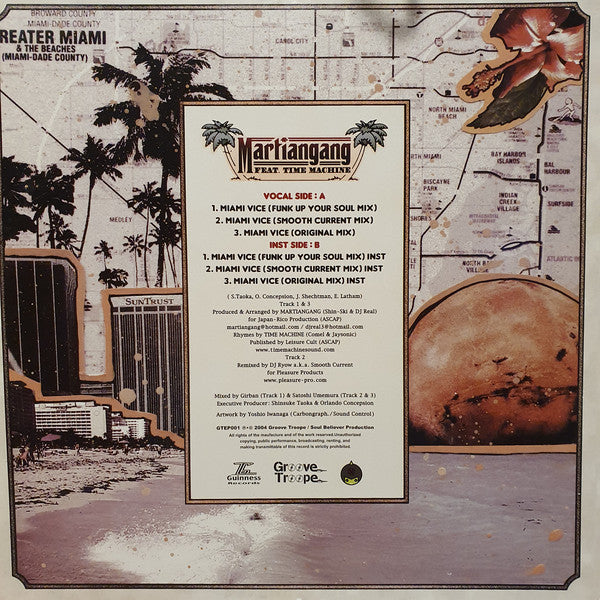 BROWARD COUNTY
MIAMI-DADE COUNTY
REATER MIAMI
& THE BEACHES
(MIAMI-DADE COUNTY)
CAROL CITY
NORTH MIAMI
BEACH
BAY HARBOUR
ISLANDS
BAL
HARBOUR
TH MIAMI
BISCAYNE
PARK
INDIAN
CREEK
VILLAGE
SURFSIDE
MEDLEY
VILLAGE
SUNTRUST
Martiangang
FEAT. TIME MACHINE
VOCAL SIDE : A
1. MIAMI VICE (FUNK UP YOUR SOUL MIX)
2. MIAMI VICE (SMOOTH CURRENT MIX)
3. MIAMI VICE (ORIGINAL MIX)
INST SIDE : B
1. MIAMI VICE (FUNK UP YOUR SOUL MIX) INST
2. MIAMI VICE (SMOOTH CURRENT MIX) INST
3. MIAMI VICE (ORIGINAL MIX) INST
( S.Taoka, O. Concepsion, J. Shechtman, E. Latham)
Track 1 & 3
Produced & Arranged by MARTIANGANG (Shin-Ski & DJ Real)
for Japan-Rico Production (ASCAP)
martiangang@hotmail.com / djreal3@hotmail.com
Rhymes by TIME MACHINE (Comel & Jaysonic)
Published by Leisure Cult (ASCAP)
www.timemachinesound.com
Track 2
Remixed by DJ Ryow a.k.a. Smooth Current
for Pleasure Products
www.pleasure-pro.com
Mixed by Girban (Track 1) & Satoshi Umemura (Track 2 & 3)
Executive Producer : Shinsuke Taoka & Orlando Concepsion
Artwork by Yoshio Iwanaga (Carbongraph. / Sound Control)
GTEP001 ℗+© 2004 Groove Troope / Soul Believer Production
All rights of the maufacture and of the work reserved.Unauthorized
copying, public performance, broadcasting, renting, and
making transmittable of this record is strictly prohibited.
Guinness
Records
Groove
Troope